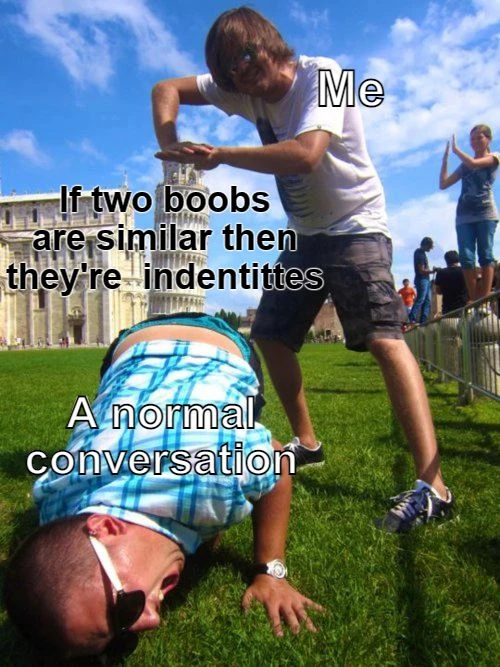 Me
If two boobs
are similar then
they're  indentittes
A normal
conversation